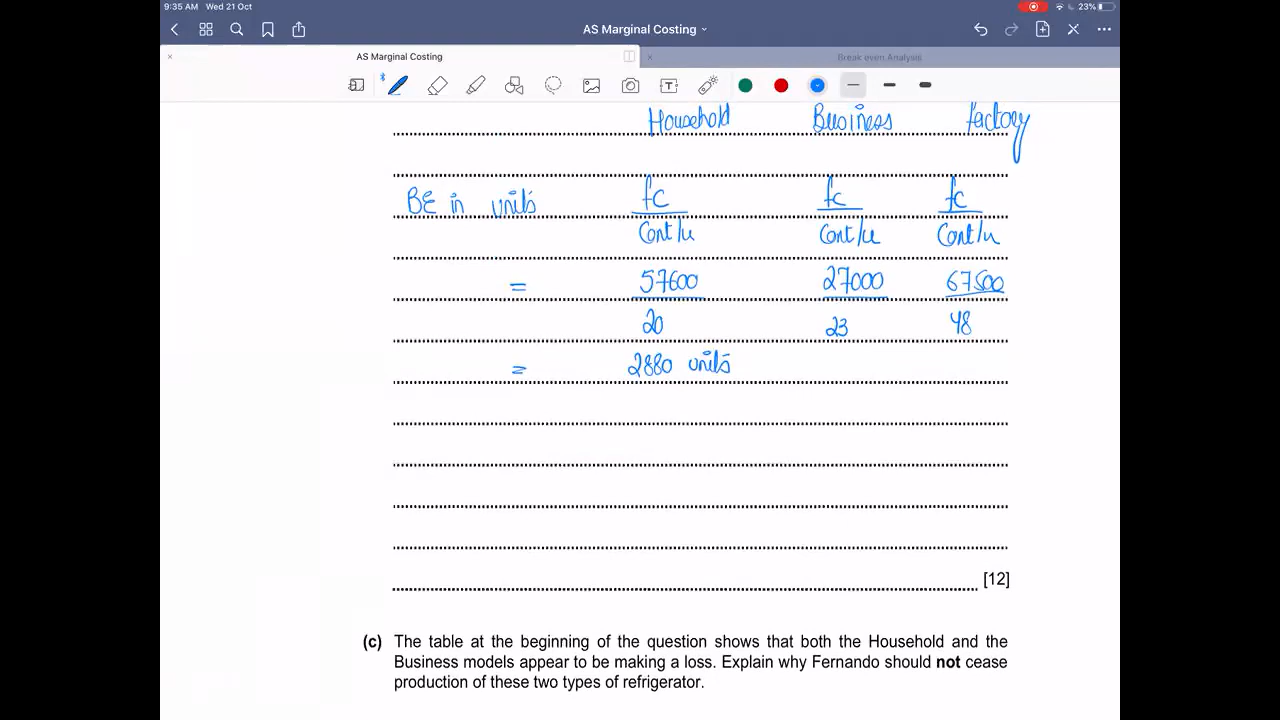 9:35 AM Wed 21 Oct 23%
AS Marginal Costing
AS Marginal Costing Break even Analysis
Household Business factory
BE in units fc fc fc
Cont/u Cont/u Cont/u
= 57600 27000 67500
20 23 48
= 2880 units
[12]
(c) The table at the beginning of the question shows that both the Household and the
Business models appear to be making a loss. Explain why Fernando should not cease
production of these two types of refrigerator.